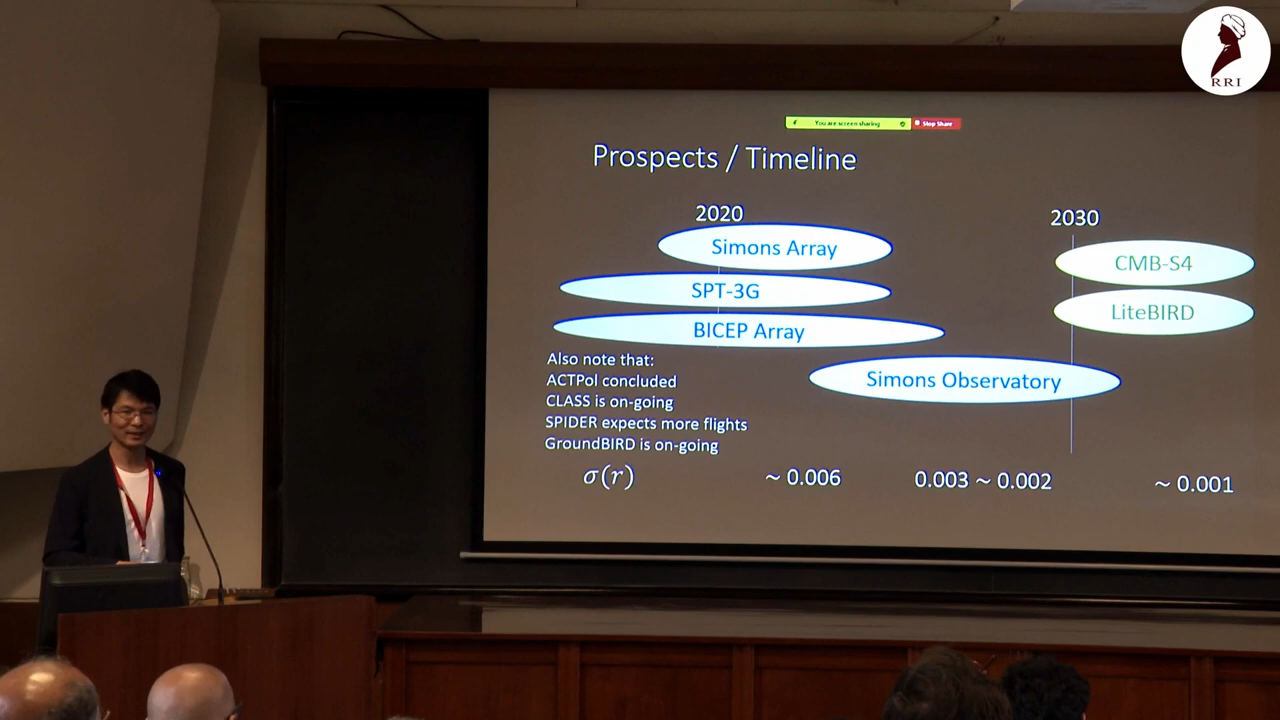 RRI
You are screen sharing
Stop Share
Prospects / Timeline
2020
2030
Simons Array
CMB-S4
SPT-3G
LiteBIRD
BICEP Array
Simons Observatory
Also note that:
ACTPol concluded
CLASS is on-going
SPIDER expects more flights
GroundBIRD is on-going
σ(r) ~ 0.006 0.003 ~ 0.002 ~ 0.001